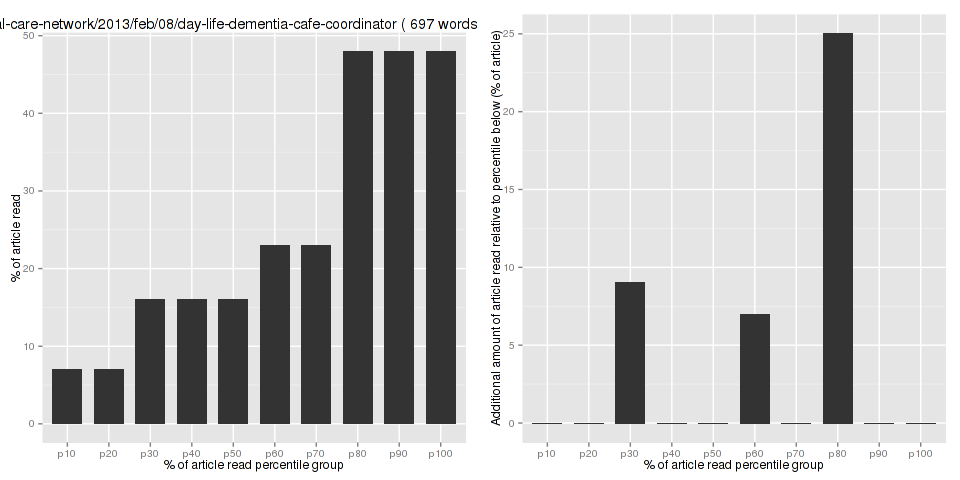 al-care-network/2013/feb/08/day-life-dementia-cafe-coordinator ( 697 words
50
40
30
20
10
0
% of article read
p10 p20 p30 p40 p50 p60 p70 p80 p90 p100
% of article read percentile group
25
20
15
10
5
0
Additional amount of article read relative to percentile below (% of article)
p10 p20 p30 p40 p50 p60 p70 p80 p90 p100
% of article read percentile group